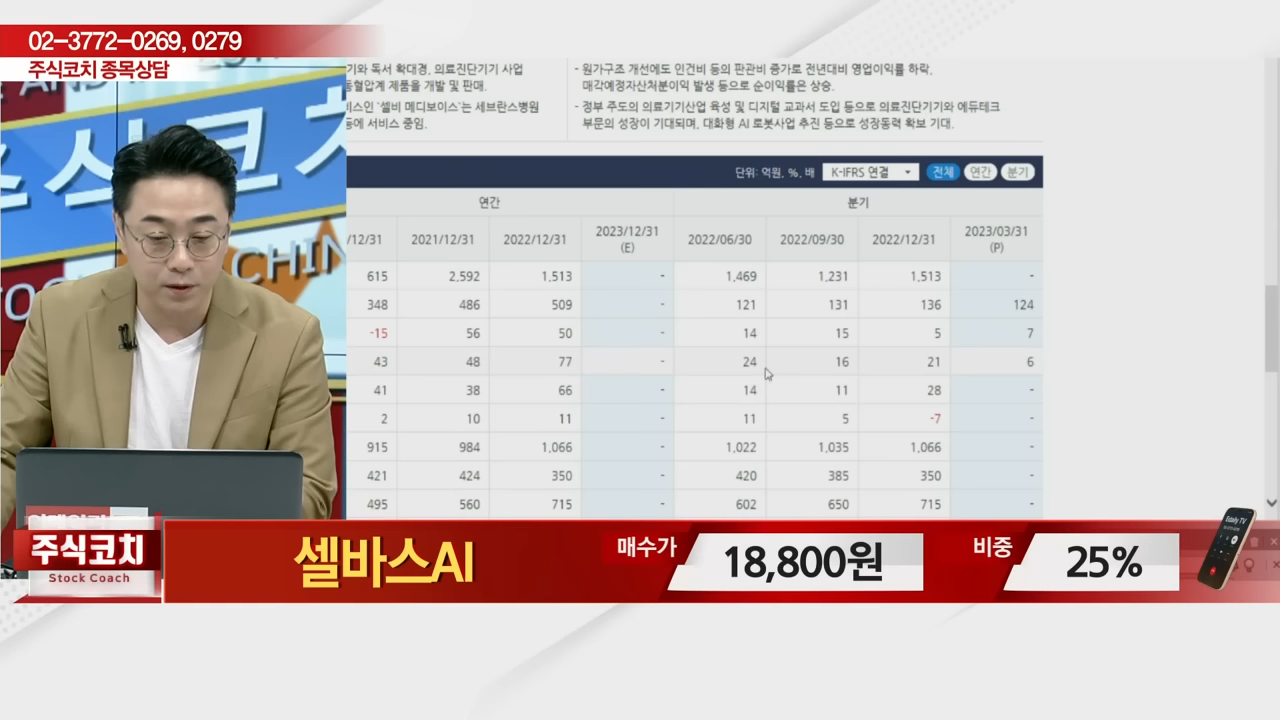 02-3772-0269, 0279
주식코치 종목상담
기와 독서 확대경, 의료진단기기 사업
동혈압계 제품을 개발 및 판매.
비스인 '셀비 메디보이스'는 세브란스병원
등에 서비스 중임.
- 원가구조 개선에도 인건비 등의 판관비 증가로 전년대비 영업이익률 하락,
매각예정자산처분이익 발생 등으로 순이익률은 상승.
- 정부 주도의 의료기기산업 육성 및 디지털 교과서 도입 등으로 의료진단기기와 에듀테크
부문의 성장이 기대되며, 대화형 AI 로봇사업 추진 등으로 성장동력 확보 기대.
단위: 억원, %, 배 K-IFRS 연결 전체 연간 분기
연간 분기
/12/31 2021/12/31 2022/12/31 2023/12/31 (E) 2022/06/30 2022/09/30 2022/12/31 2023/03/31 (P)
615 2,592 1,513 - 1,469 1,231 1,513 -
348 486 509 - 121 131 136 124
-15 56 50 - 14 15 5 7
43 48 77 - 24 16 21 6
41 38 66 - 14 11 28 -
2 10 11 - 11 5 -7 -
915 984 1,066 - 1,022 1,035 1,066 -
421 424 350 - 420 385 350 -
495 560 715 - 602 650 715 -
주식코치
Stock Coach
셀바스AI
매수가 18,800원
비중 25%